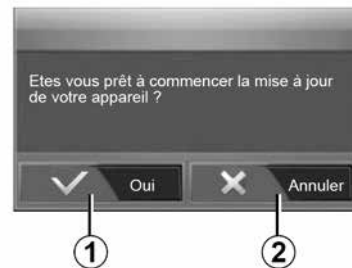 Etes vous prêt à commencer la mise à jour
de votre appareil ?
Oui
Annuler
1
2